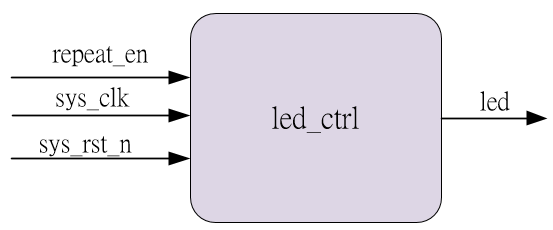 repeat_en
sys_clk
sys_rst_n
led_ctrl
led